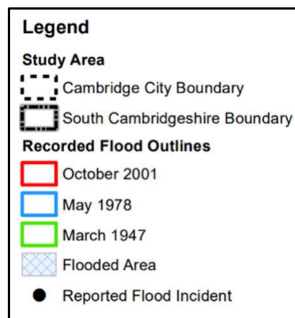 Legend
Study Area
Cambridge City Boundary
South Cambridgeshire Boundary
Recorded Flood Outlines
October 2001
May 1978
March 1947
Flooded Area
Reported Flood Incident